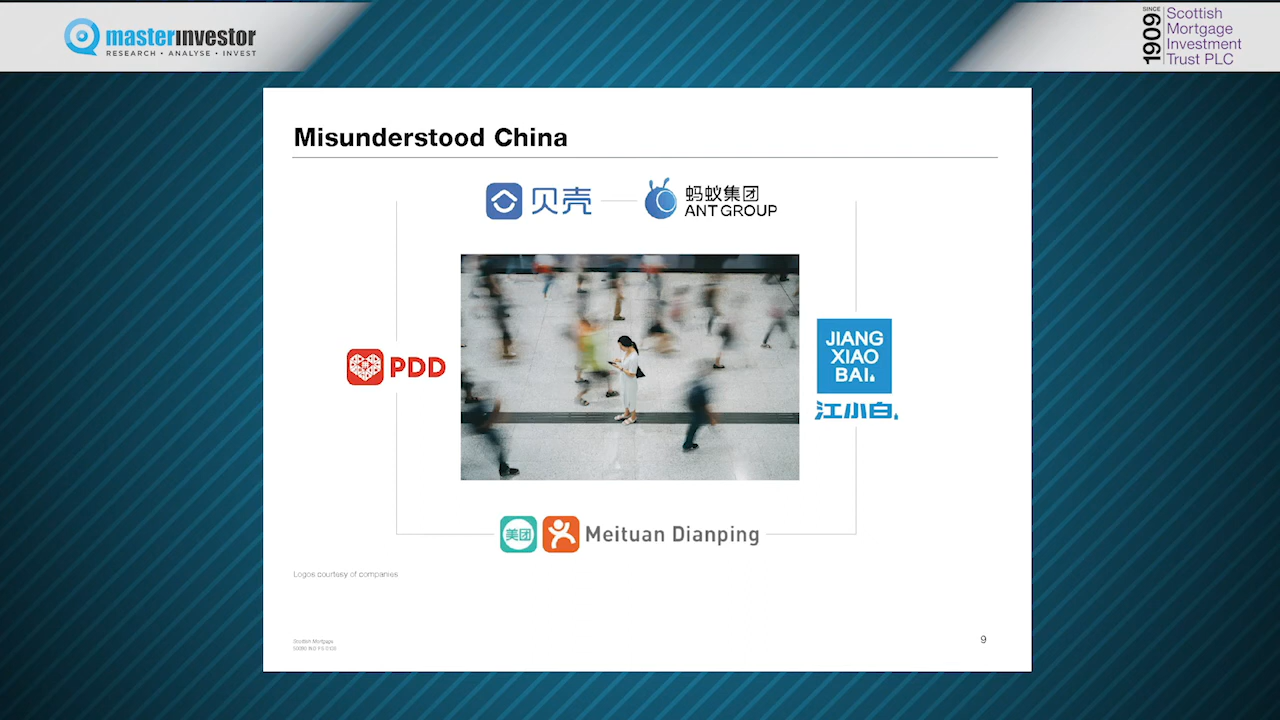 masterinvestor
RESEARCH • ANALYSE • INVEST
SINCE
1909
Scottish
Mortgage
Investment
Trust PLC
Misunderstood China
贝壳
蚂蚁集团
ANT GROUP
PDD
JIANG
XIAO
BAI
江小白
美团
Meituan Dianping
Logos courtesy of companies
Scottish Mortgage
9